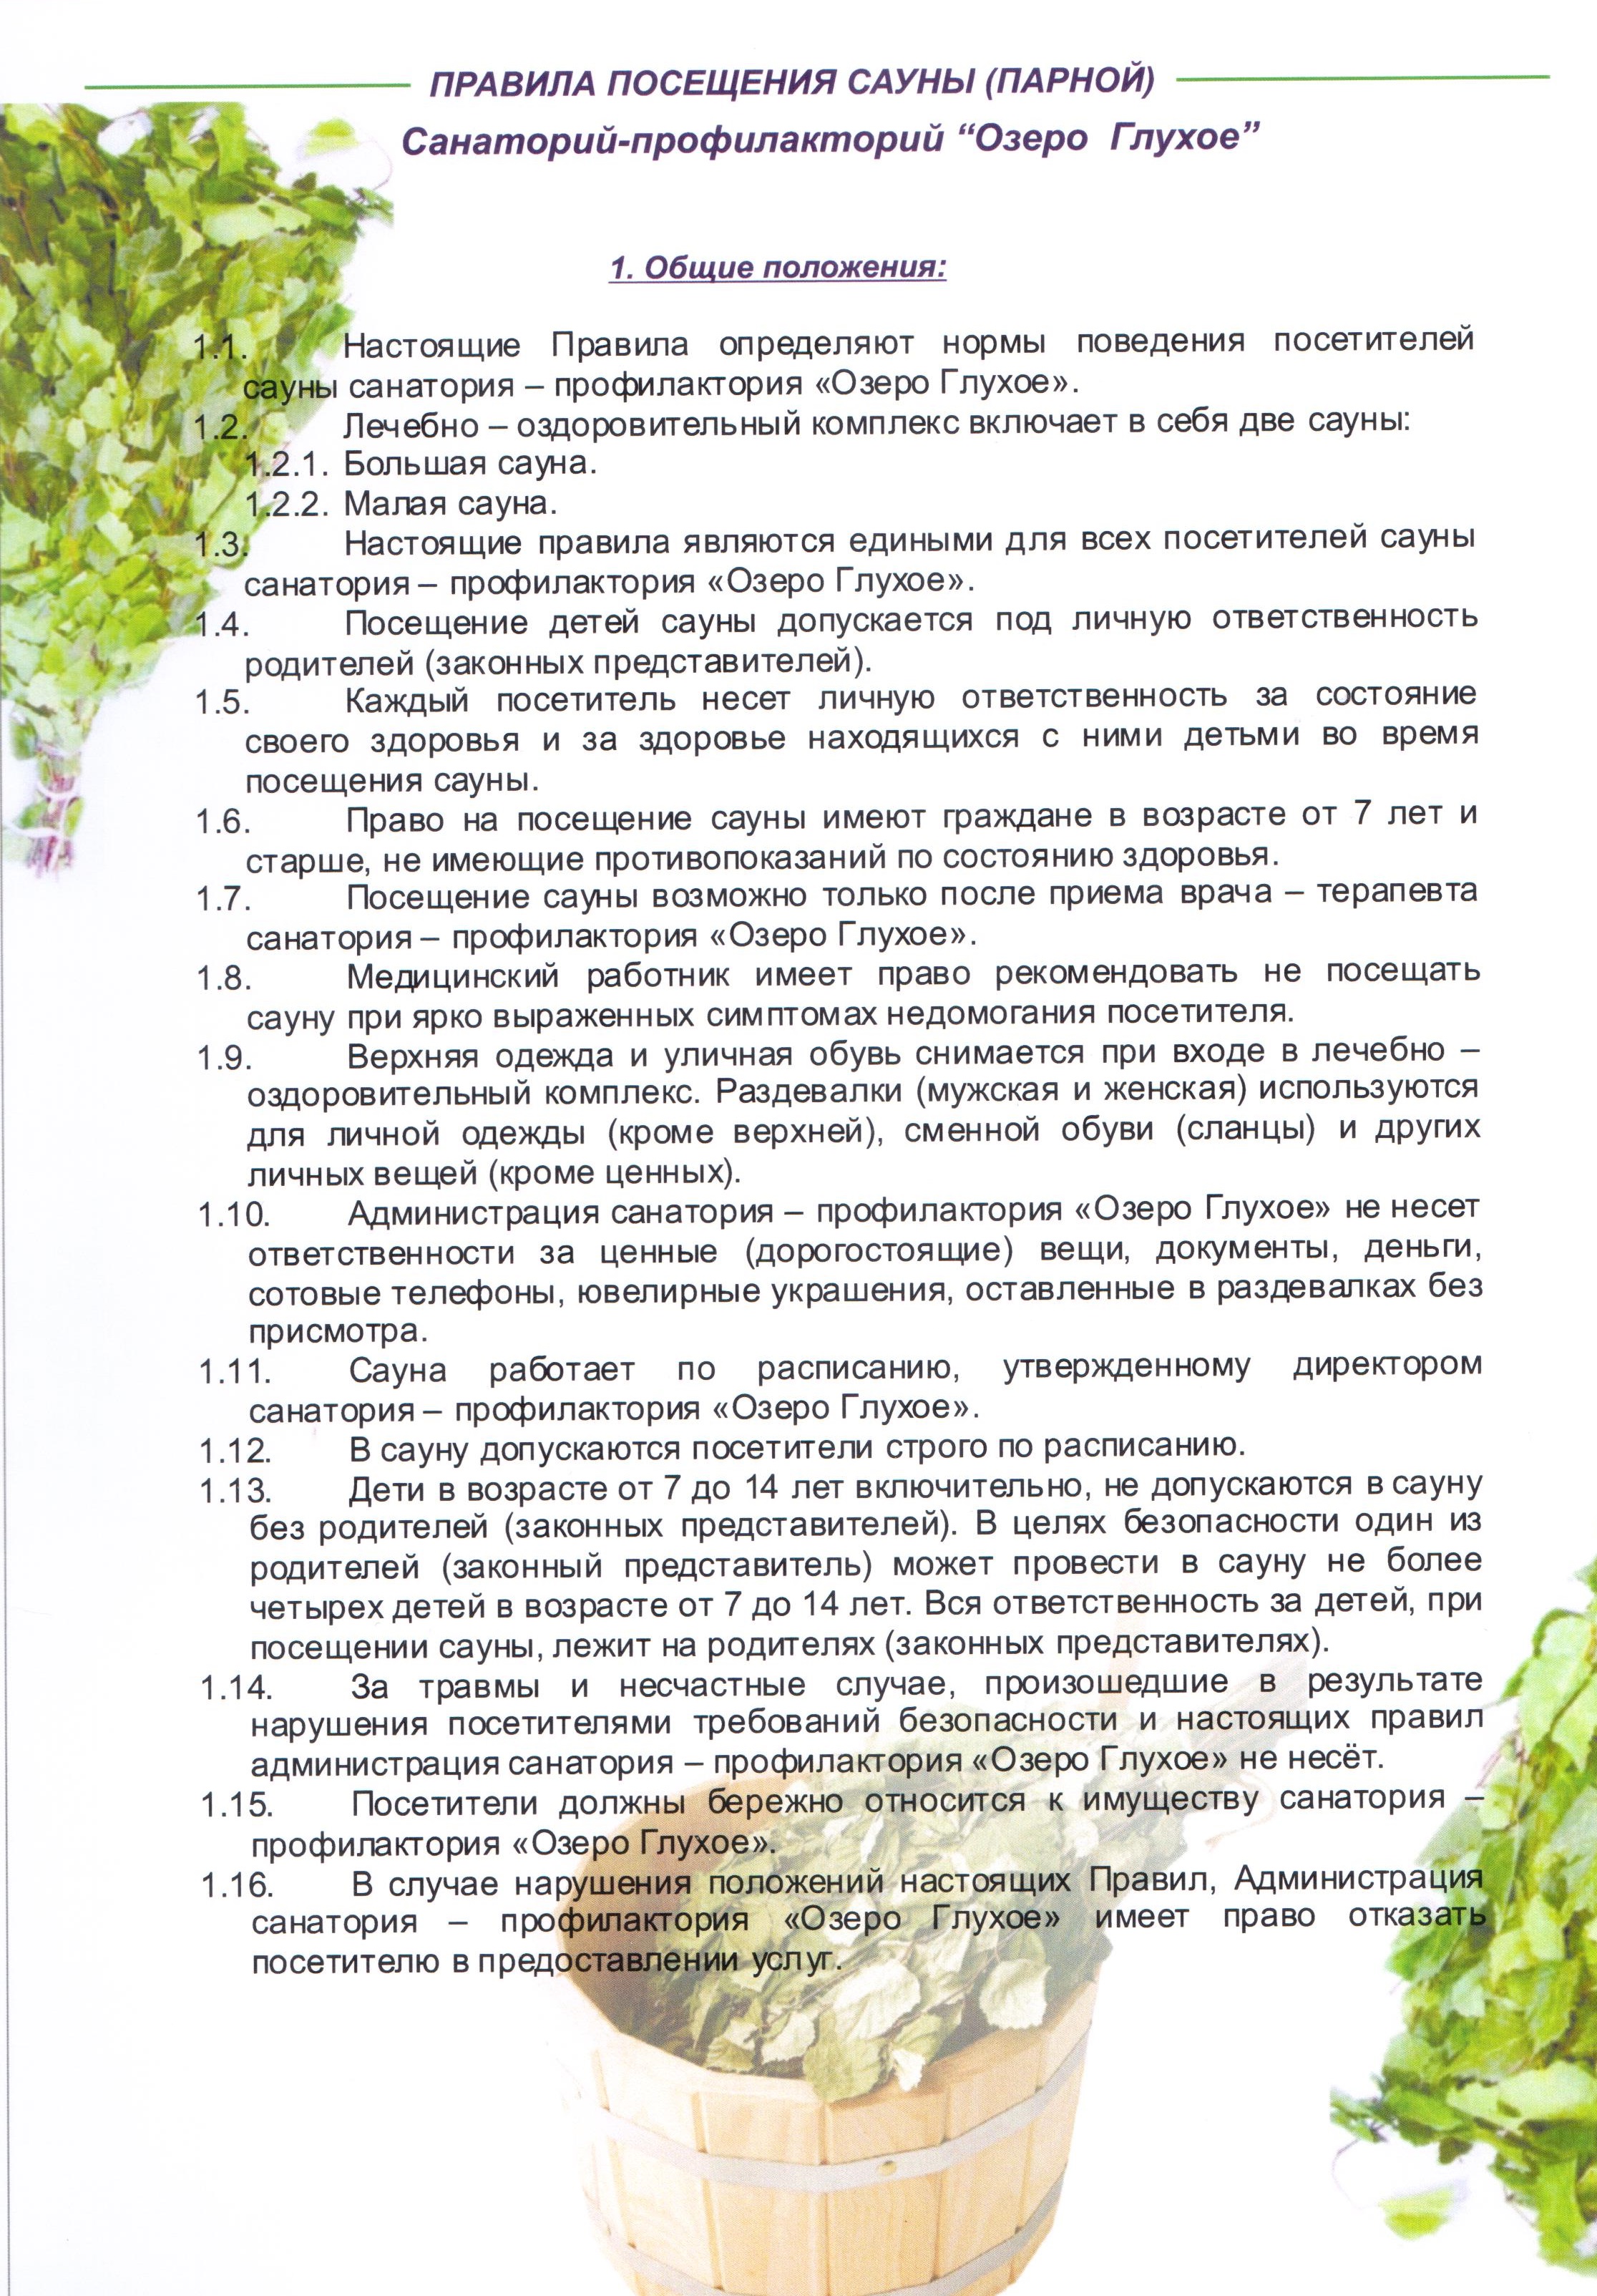 ПРАВИЛА ПОСЕЩЕНИЯ САУНЫ (ПАРНОЙ)
Санаторий-профилакторий “Озеро Глухое”
1. Общие положения:
1.1. Настоящие Правила определяют нормы поведения посетителей
сауны санатория – профилактория «Озеро Глухое».
1.2. Лечебно – оздоровительный комплекс включает в себя две сауны:
1.2.1. Большая сауна.
1.2.2. Малая сауна.
1.3. Настоящие правила являются едиными для всех посетителей сауны
санатория – профилактория «Озеро Глухое».
1.4. Посещение детей сауны допускается под личную ответственность
родителей (законных представителей).
1.5. Каждый посетитель несет личную ответственность за состояние
своего здоровья и за здоровье находящихся с ними детьми во время
посещения сауны.
1.6. Право на посещение сауны имеют граждане в возрасте от 7 лет и
старше, не имеющие противопоказаний по состоянию здоровья.
1.7. Посещение сауны возможно только после приема врача – терапевта
санатория – профилактория «Озеро Глухое».
1.8. Медицинский работник имеет право рекомендовать не посещать
сауну при ярко выраженных симптомах недомогания посетителя.
1.9. Верхняя одежда и уличная обувь снимается при входе в лечебно –
оздоровительный комплекс. Раздевалки (мужская и женская) используются
для личной одежды (кроме верхней), сменной обуви (сланцы) и других
личных вещей (кроме ценных).
1.10. Администрация санатория – профилактория «Озеро Глухое» не несет
ответственности за ценные (дорогостоящие) вещи, документы, деньги,
сотовые телефоны, ювелирные украшения, оставленные в раздевалках без
присмотра.
1.11. Сауна работает по расписанию, утвержденному директором
санатория – профилактория «Озеро Глухое».
1.12. В сауну допускаются посетители строго по расписанию.
1.13. Дети в возрасте от 7 до 14 лет включительно, не допускаются в сауну
без родителей (законных представителей). В целях безопасности один из
родителей (законный представитель) может провести в сауну не более
четырех детей в возрасте от 7 до 14 лет. Вся ответственность за детей, при
посещении сауны, лежит на родителях (законных представителях).
1.14. За травмы и несчастные случае, произошедшие в результате
нарушения посетителями требований безопасности и настоящих правил
администрация санатория – профилактория «Озеро Глухое» не несёт.
1.15. Посетители должны бережно относится к имуществу санатория –
профилактория «Озеро Глухое».
1.16. В случае нарушения положений настоящих Правил, Администрация
санатория – профилактория «Озеро Глухое» имеет право отказать
посетителю в предоставлении услуг.